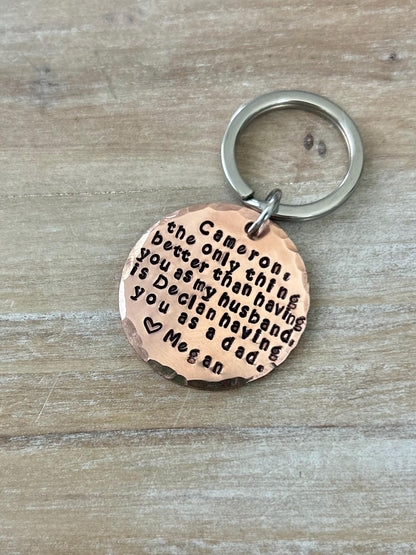 Cameron,
the only thing
better than having
you as my husband.
is Declan having
you as a dad.
♡ Megan